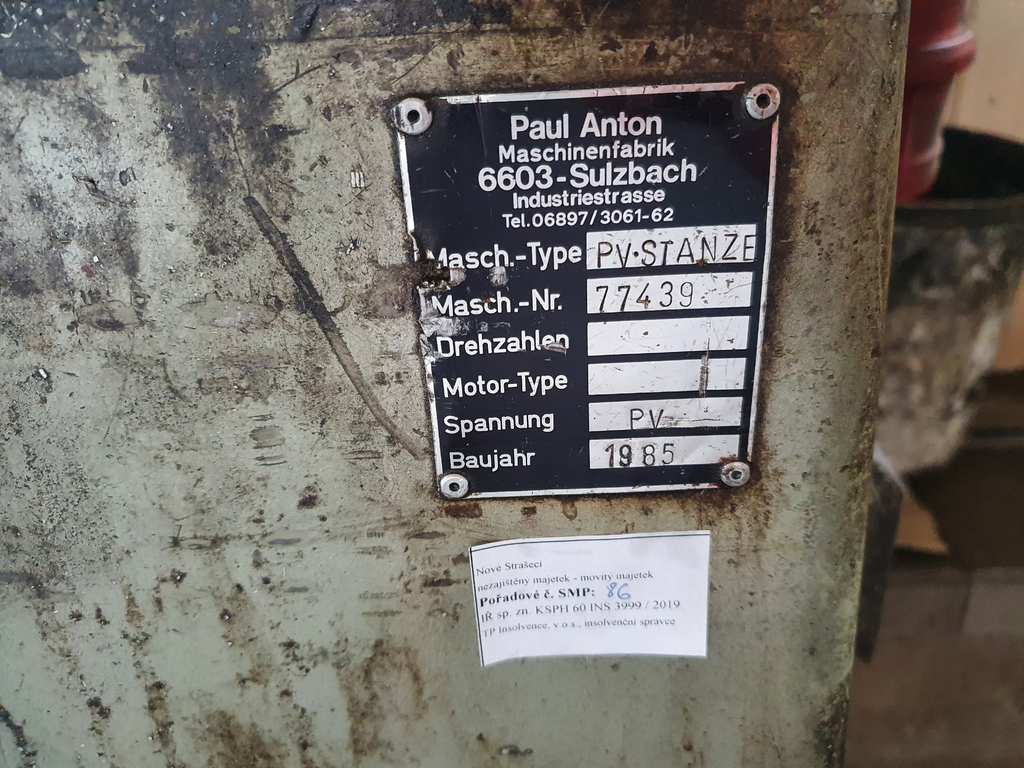 Paul Anton
Maschinenfabrik
6603-Sulzbach
Industriestrasse
Tel.06897/3061-62
Masch.-Type PV·STANZE
Masch.-Nr. 77439
Drehzahlen
Motor-Type
Spannung PV
Baujahr 1985
Nové Strašecí
nezajištěný majetek - movitý majetek
Pořadové č. SMP: 86
IŘ sp. zn. KSPH 60 INS 3999 / 2019
TP Insolvence, v.o.s., insolvenční správce